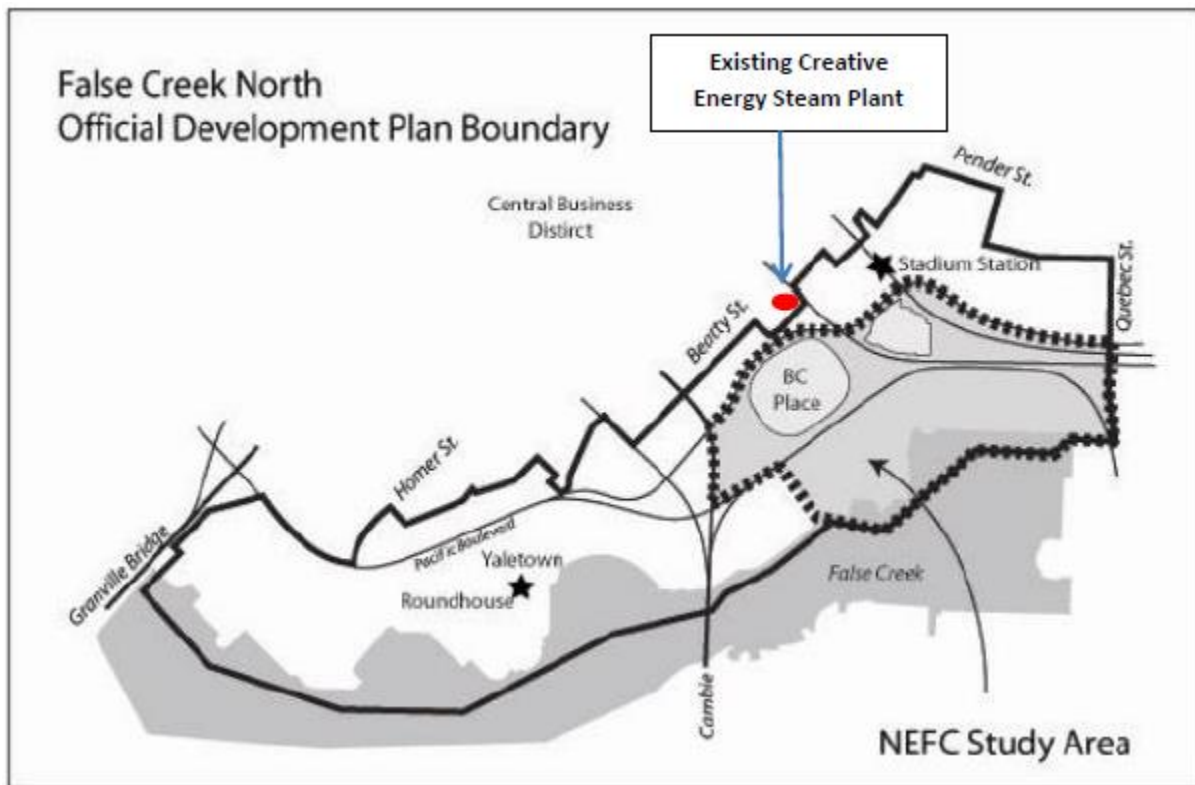 False Creek North
Official Development Plan Boundary
Existing Creative
Energy Steam Plant
Central Business
Distirct
Pender St.
Stadium Station
Quebec St.
Beatty St.
BC
Place
Homer St.
Pacific Boulevard
Granville Bridge
Yaletown
Roundhouse
False Creek
Cambie
NEFC Study Area